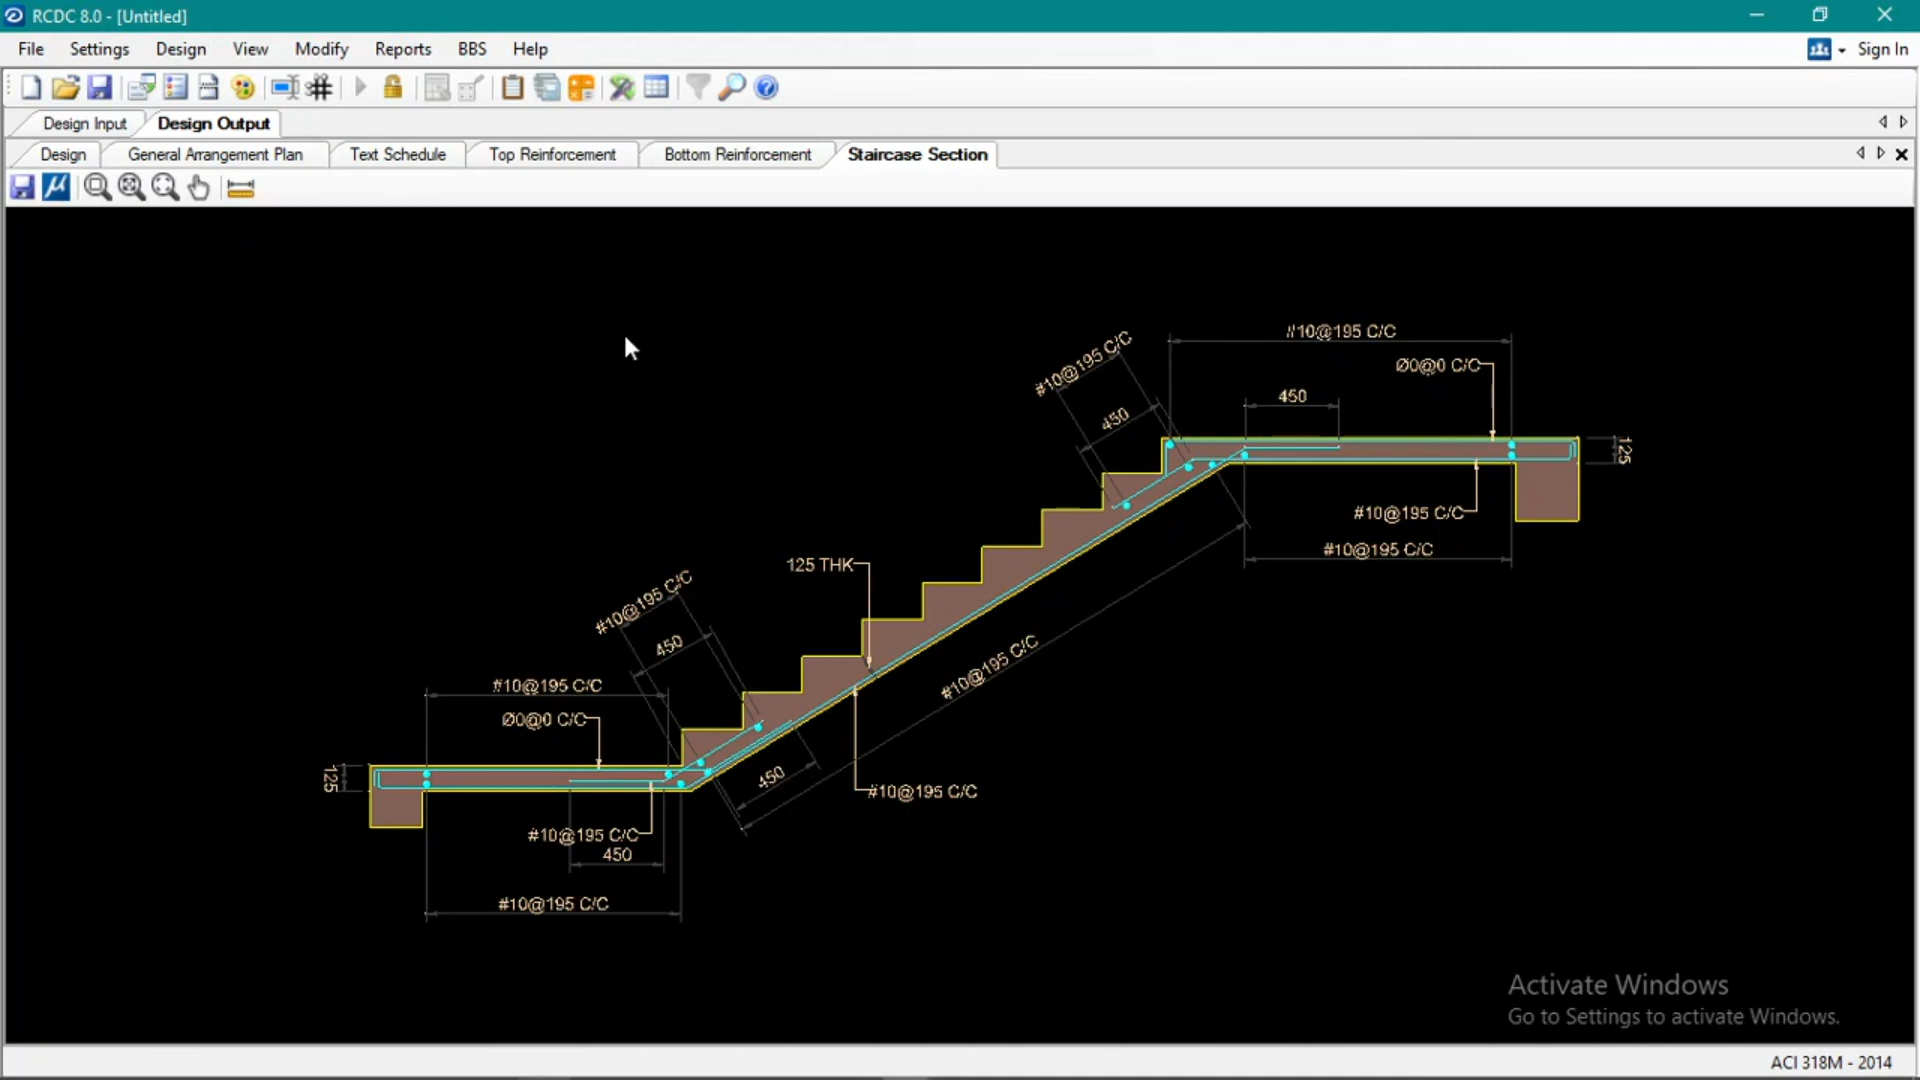 RCDC 8.0 - [Untitled]
File Settings Design View Modify Reports BBS Help
Sign In
Design Input Design Output
Design General Arrangement Plan Text Schedule Top Reinforcement Bottom Reinforcement Staircase Section
#10@195 C/C
#10@195 C/C
Ø0@0 C/C
450
450
125
#10@195 C/C
#10@195 C/C
125 THK
#10@195 C/C
450
#10@195 C/C
#10@195 C/C
Ø0@0 C/C
125
450
#10@195 C/C
#10@195 C/C
450
#10@195 C/C
Activate Windows
Go to Settings to activate Windows.
ACI 318M - 2014